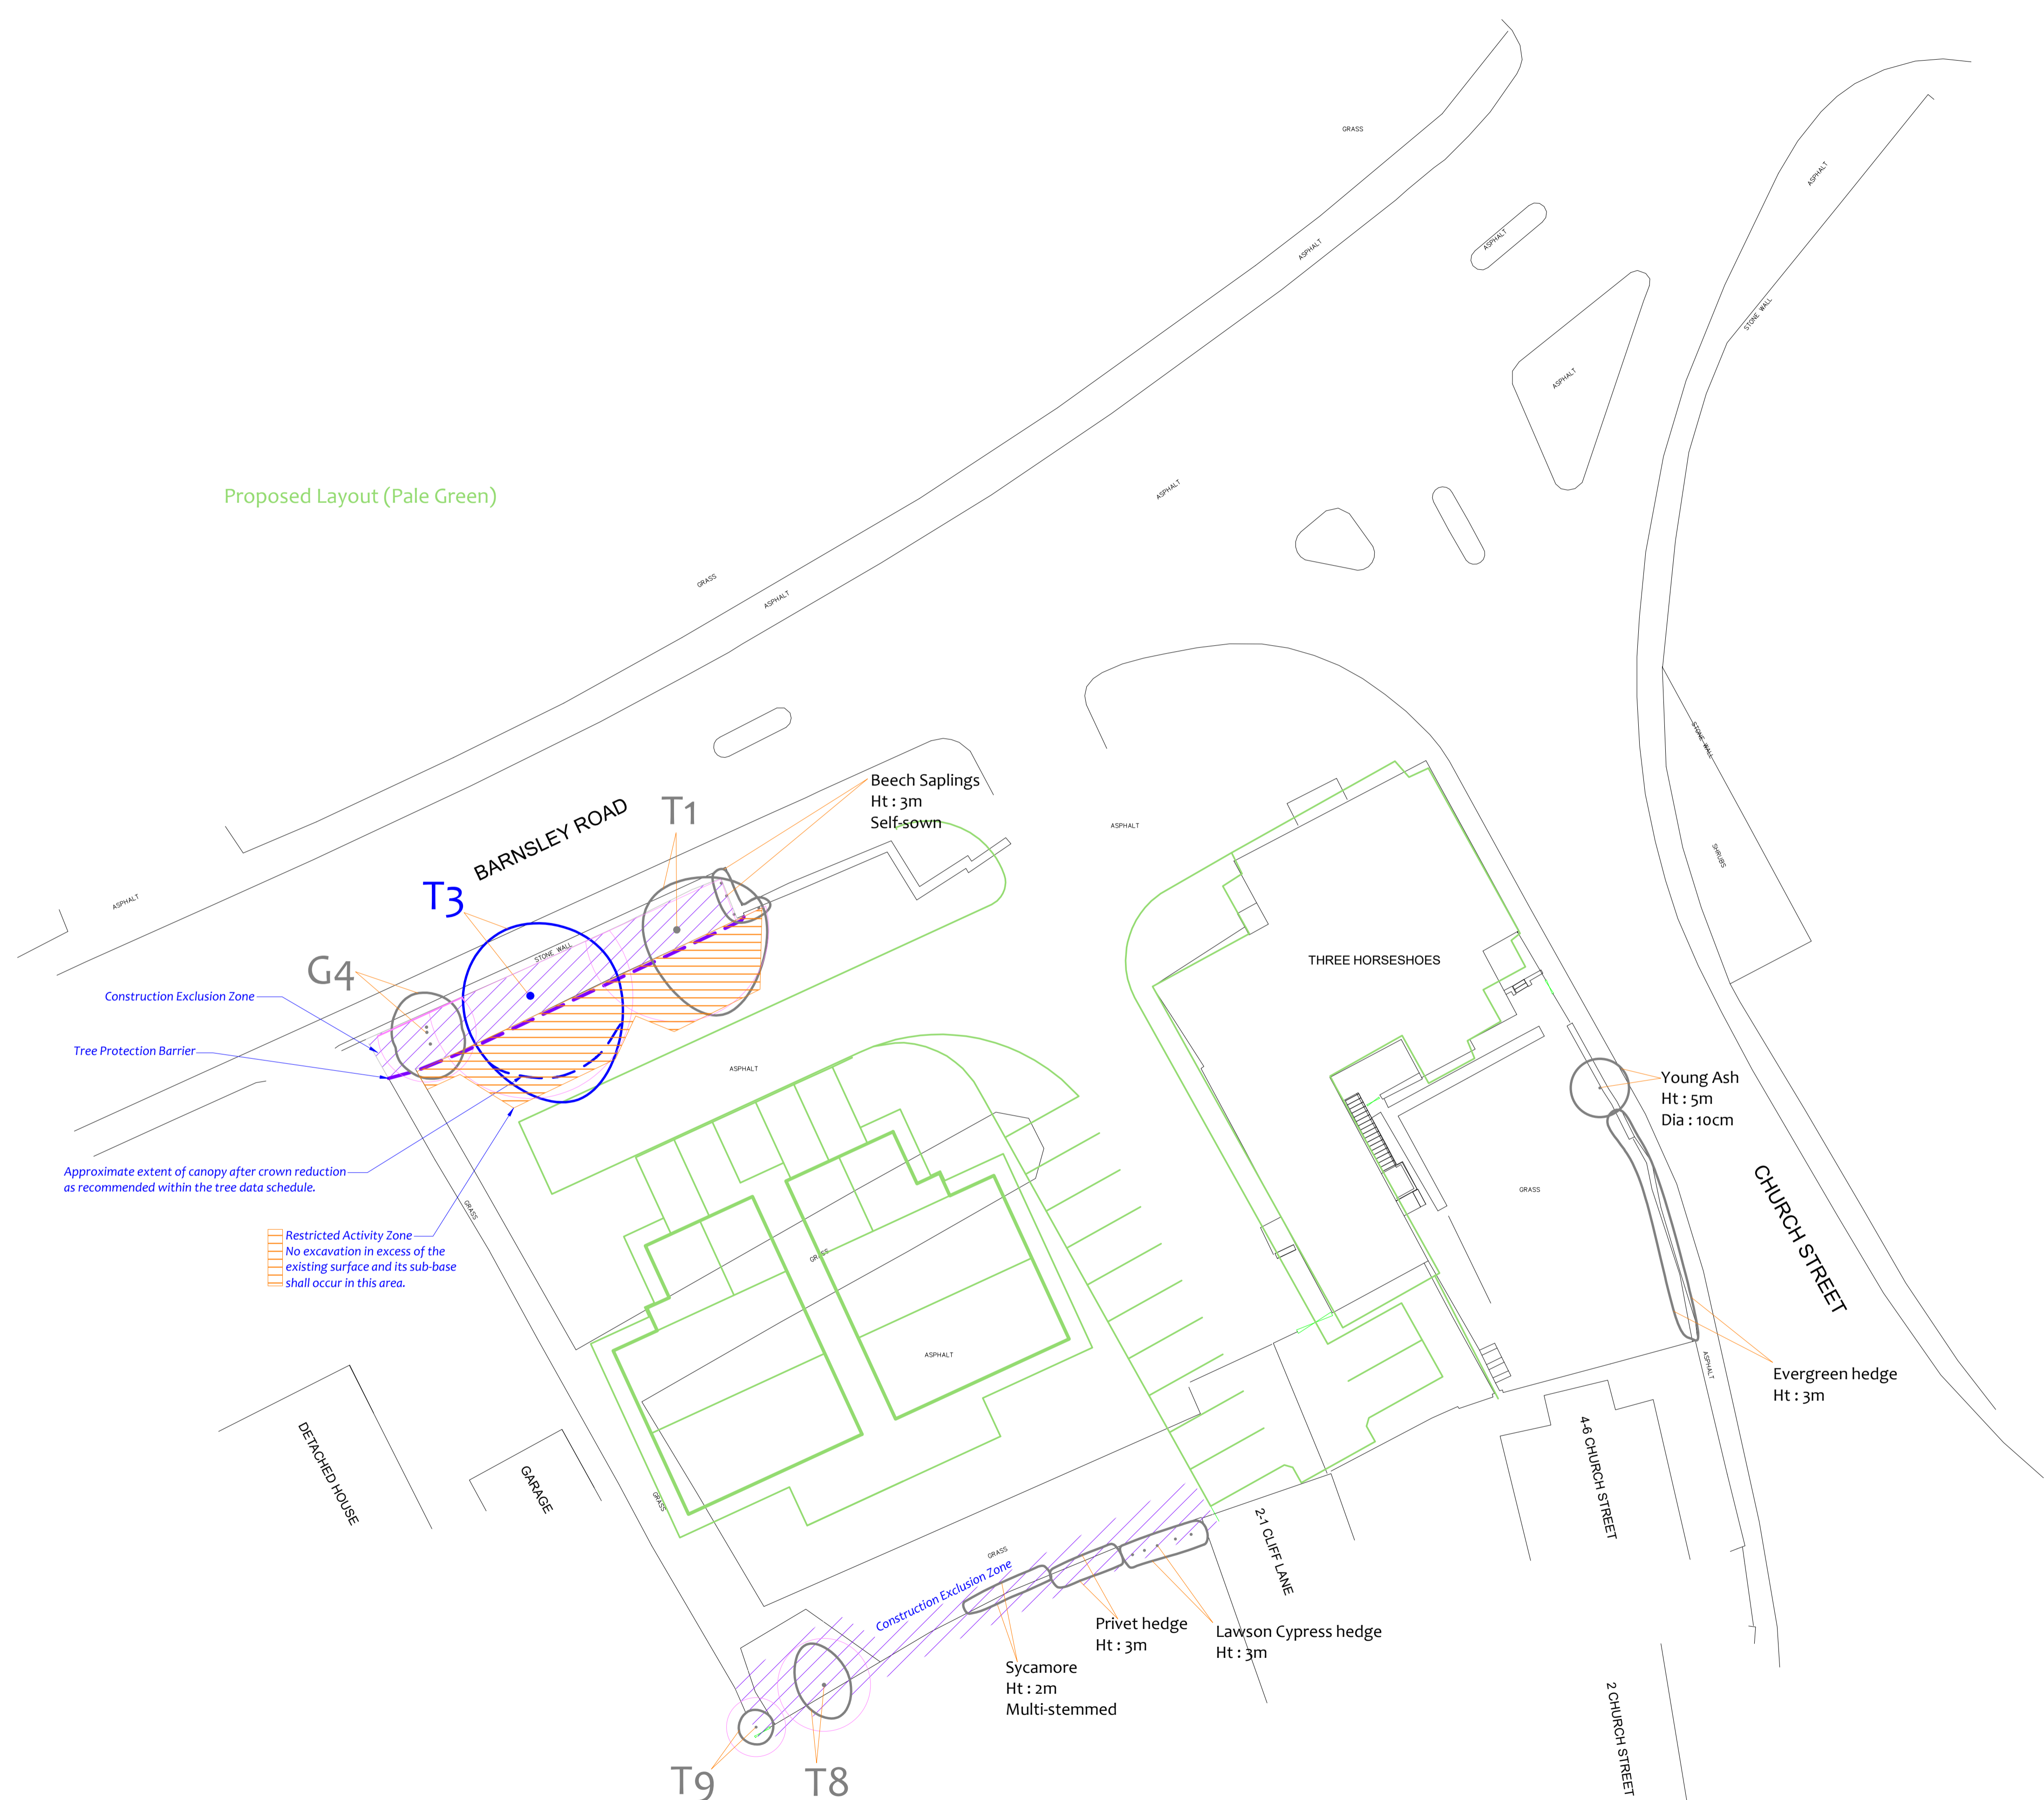 GRASS
ASPHALT
ASPHALT
ASPHALT
ASPHALT
STONE WALL
ASPHALT
Proposed Layout (Pale Green)
ASPHALT
GRASS
ASPHALT
STONE WALL
Beech Saplings
Ht : 3m
Self-sown
T1
BARNSLEY ROAD
ASPHALT
SHRUBS
T3
ASPHALT
STONE WALL
G4
THREE HORSESHOES
Construction Exclusion Zone
Tree Protection Barrier
ASPHALT
Young Ash
Ht : 5m
Dia : 10cm
Approximate extent of canopy after crown reduction
as recommended within the tree data schedule.
GRASS
GRASS
CHURCH STREET
Restricted Activity Zone
No excavation in excess of the
existing surface and its sub-base
shall occur in this area.
GRASS
ASPHALT
ASPHALT
Evergreen hedge
Ht : 3m
DETACHED HOUSE
GARAGE
GRASS
4-6 CHURCH STREET
2-1 CLIFF LANE
GRASS
Construction Exclusion Zone
Privet hedge
Ht : 3m
Lawson Cypress hedge
Ht : 3m
Sycamore
Ht : 2m
Multi-stemmed
2 CHURCH STREET
T9
T8